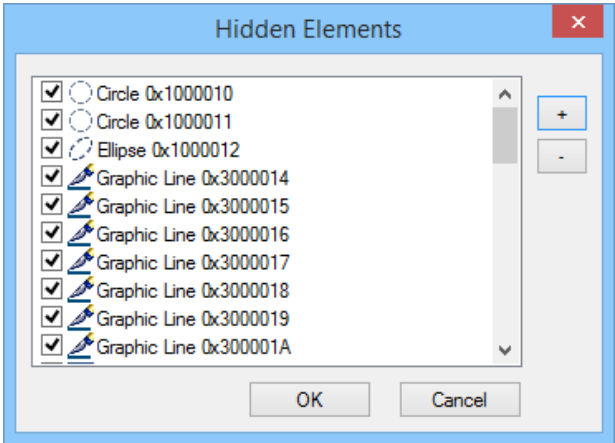 Hidden Elements
×
Circle 0x1000010
Circle 0x1000011
Ellipse 0x1000012
Graphic Line 0x3000014
Graphic Line 0x3000015
Graphic Line 0x3000016
Graphic Line 0x3000017
Graphic Line 0x3000018
Graphic Line 0x3000019
Graphic Line 0x300001A
+
-
OK
Cancel